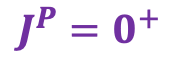 J^P = 0^+